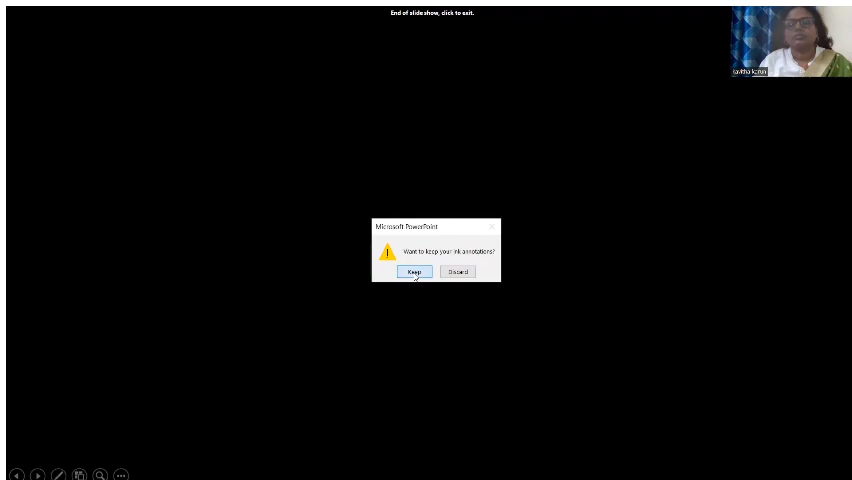 End of slide show, click to exit.
Microsoft PowerPoint
Want to keep your ink annotations?
Keep
Discard